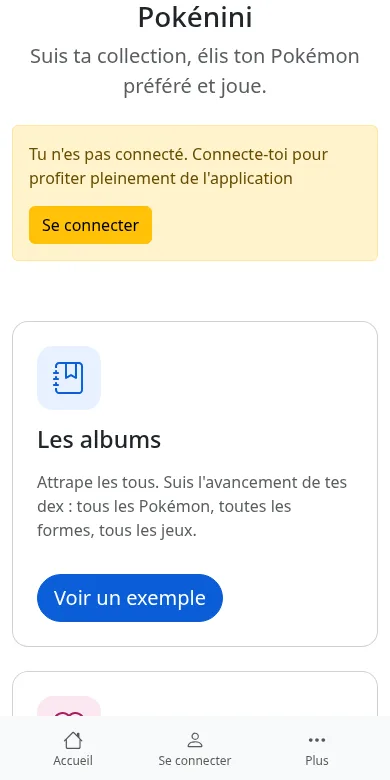 Pokénini
Suis ta collection, élis ton Pokémon
préféré et joue.
Tu n'es pas connecté. Connecte-toi pour
profiter pleinement de l'application
Se connecter
Les albums
Attrape les tous. Suis l'avancement de tes
dex : tous les Pokémon, toutes les
formes, tous les jeux.
Voir un exemple
Accueil
Se connecter
Plus